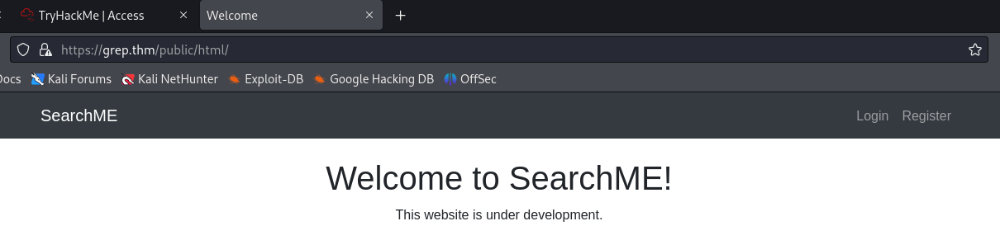 TryHackMe | Access Welcome
https://grep.thm/public/html/
Docs Kali Forums Kali NetHunter Exploit-DB Google Hacking DB OffSec
SearchME Login Register
Welcome to SearchME!
This website is under development.